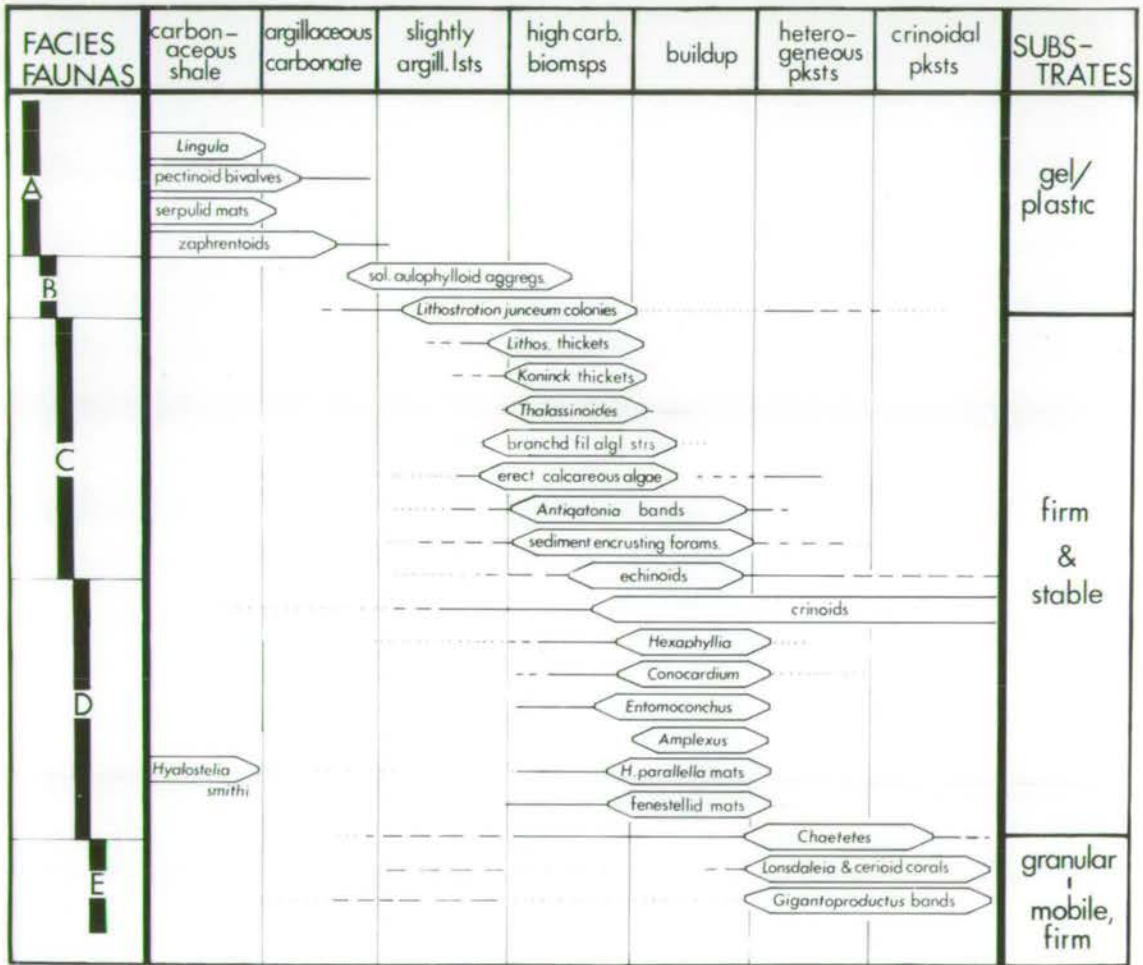 FACIES
FAUNAS
carbon-
aceous
shale
argillaceous
carbonate
slightly
argill. lsts
high carb.
biomsps
buildup
hetero-
geneous
pksts
crinoidal
pksts
SUBS-
TRATES
A
B
C
D
E
Lingula
pectinoid bivalves
serpulid mats
zaphrentoids
sol. aulophylloid aggregs.
Lithostrotion junceum colonies
Lithos. thickets
Koninck thickets
Thalassinoides
branchd fil algl strs
erect calcareous algae
Antiqatonia bands
sediment encrusting forams.
echinoids
crinoids
Hexaphyllia
Conocardium
Entomoconchus
Amplexus
Hyalostelia
smithi
H. parallella mats
fenestellid mats
Chaetetes
Lonsdaleia & cerioid corals
Gigantoproductus bands
gel/
plastic
firm
&
stable
granular
-
mobile,
firm